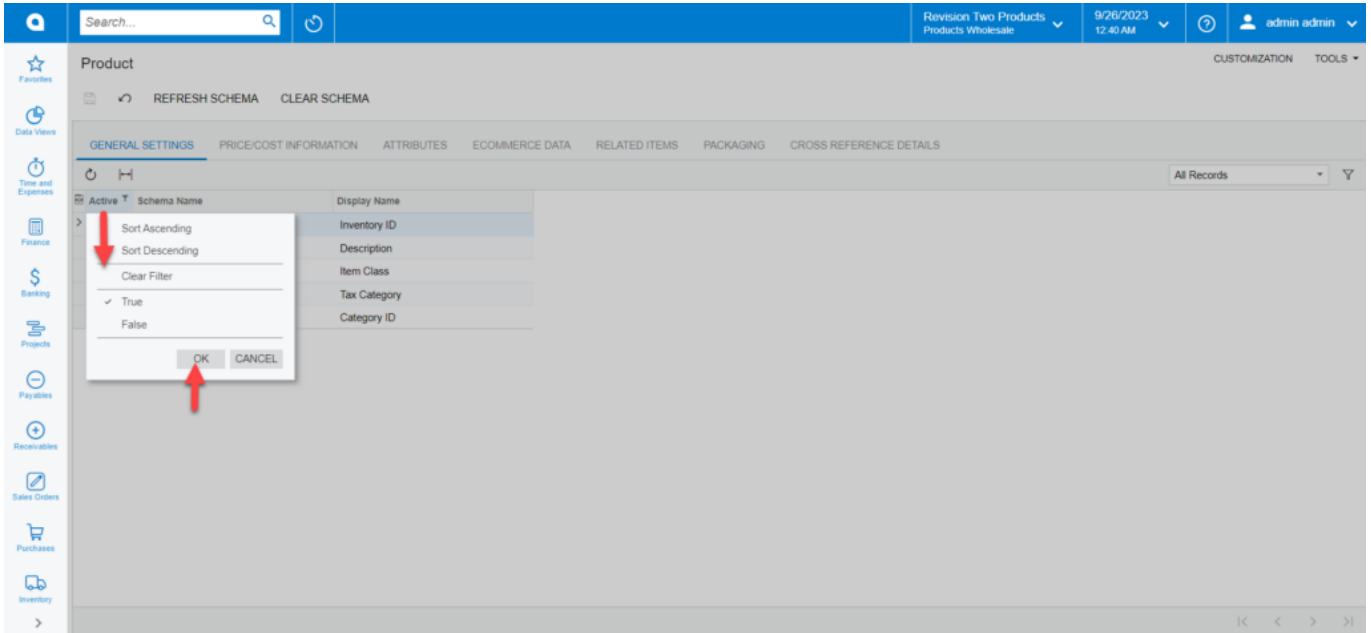 Search...
Revision Two Products
Products Wholesale
9/26/2023
12:40 AM
admin admin
Favorites
Data Views
Time and
Expenses
Finance
Banking
Projects
Payables
Receivables
Sales Orders
Purchases
Inventory
Product
CUSTOMIZATION TOOLS
REFRESH SCHEMA CLEAR SCHEMA
GENERAL SETTINGS PRICE/COST INFORMATION ATTRIBUTES ECOMMERCE DATA RELATED ITEMS PACKAGING CROSS REFERENCE DETAILS
All Records
Active Schema Name Display Name
Inventory ID
Description
Item Class
Tax Category
Category ID
Sort Ascending
Sort Descending
Clear Filter
True
False
OK CANCEL